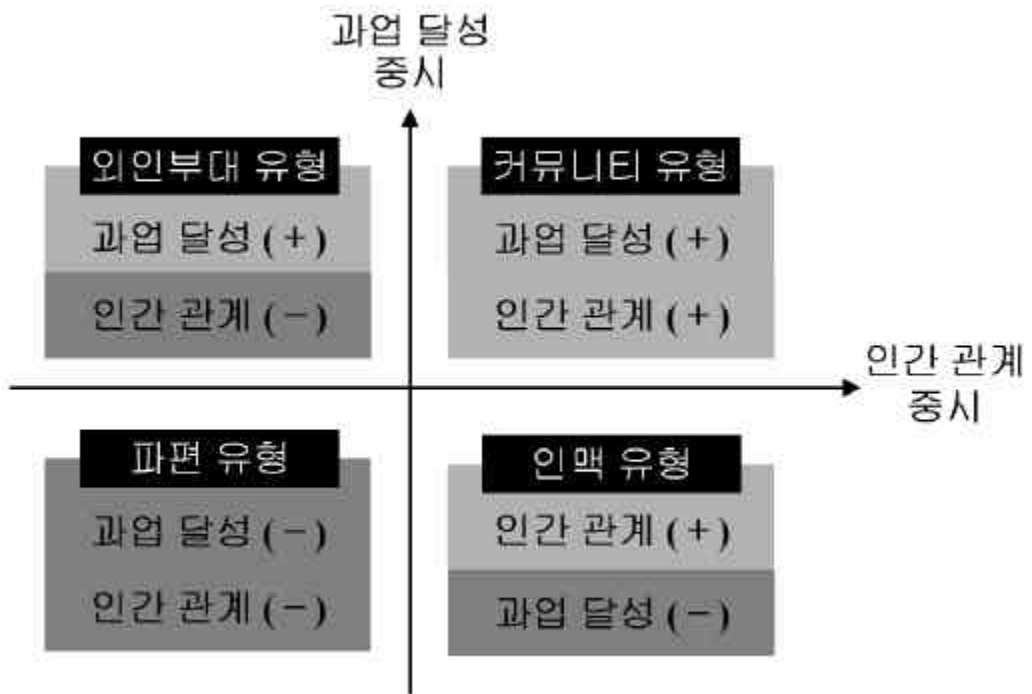 과업 달성
중시
외인부대 유형
과업 달성 (+)
인간 관계 (-)
커뮤니티 유형
과업 달성 (+)
인간 관계 (+)
인간 관계
중시
파편 유형
과업 달성 (-)
인간 관계 (-)
인맥 유형
인간 관계 (+)
과업 달성 (-)